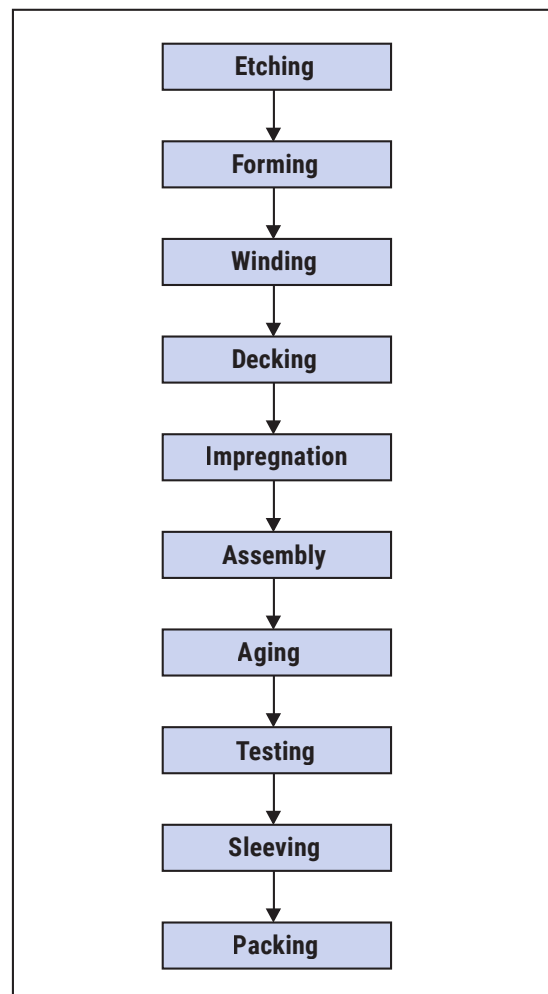 Etching
Forming
Winding
Decking
Impregnation
Assembly
Aging
Testing
Sleeving
Packing